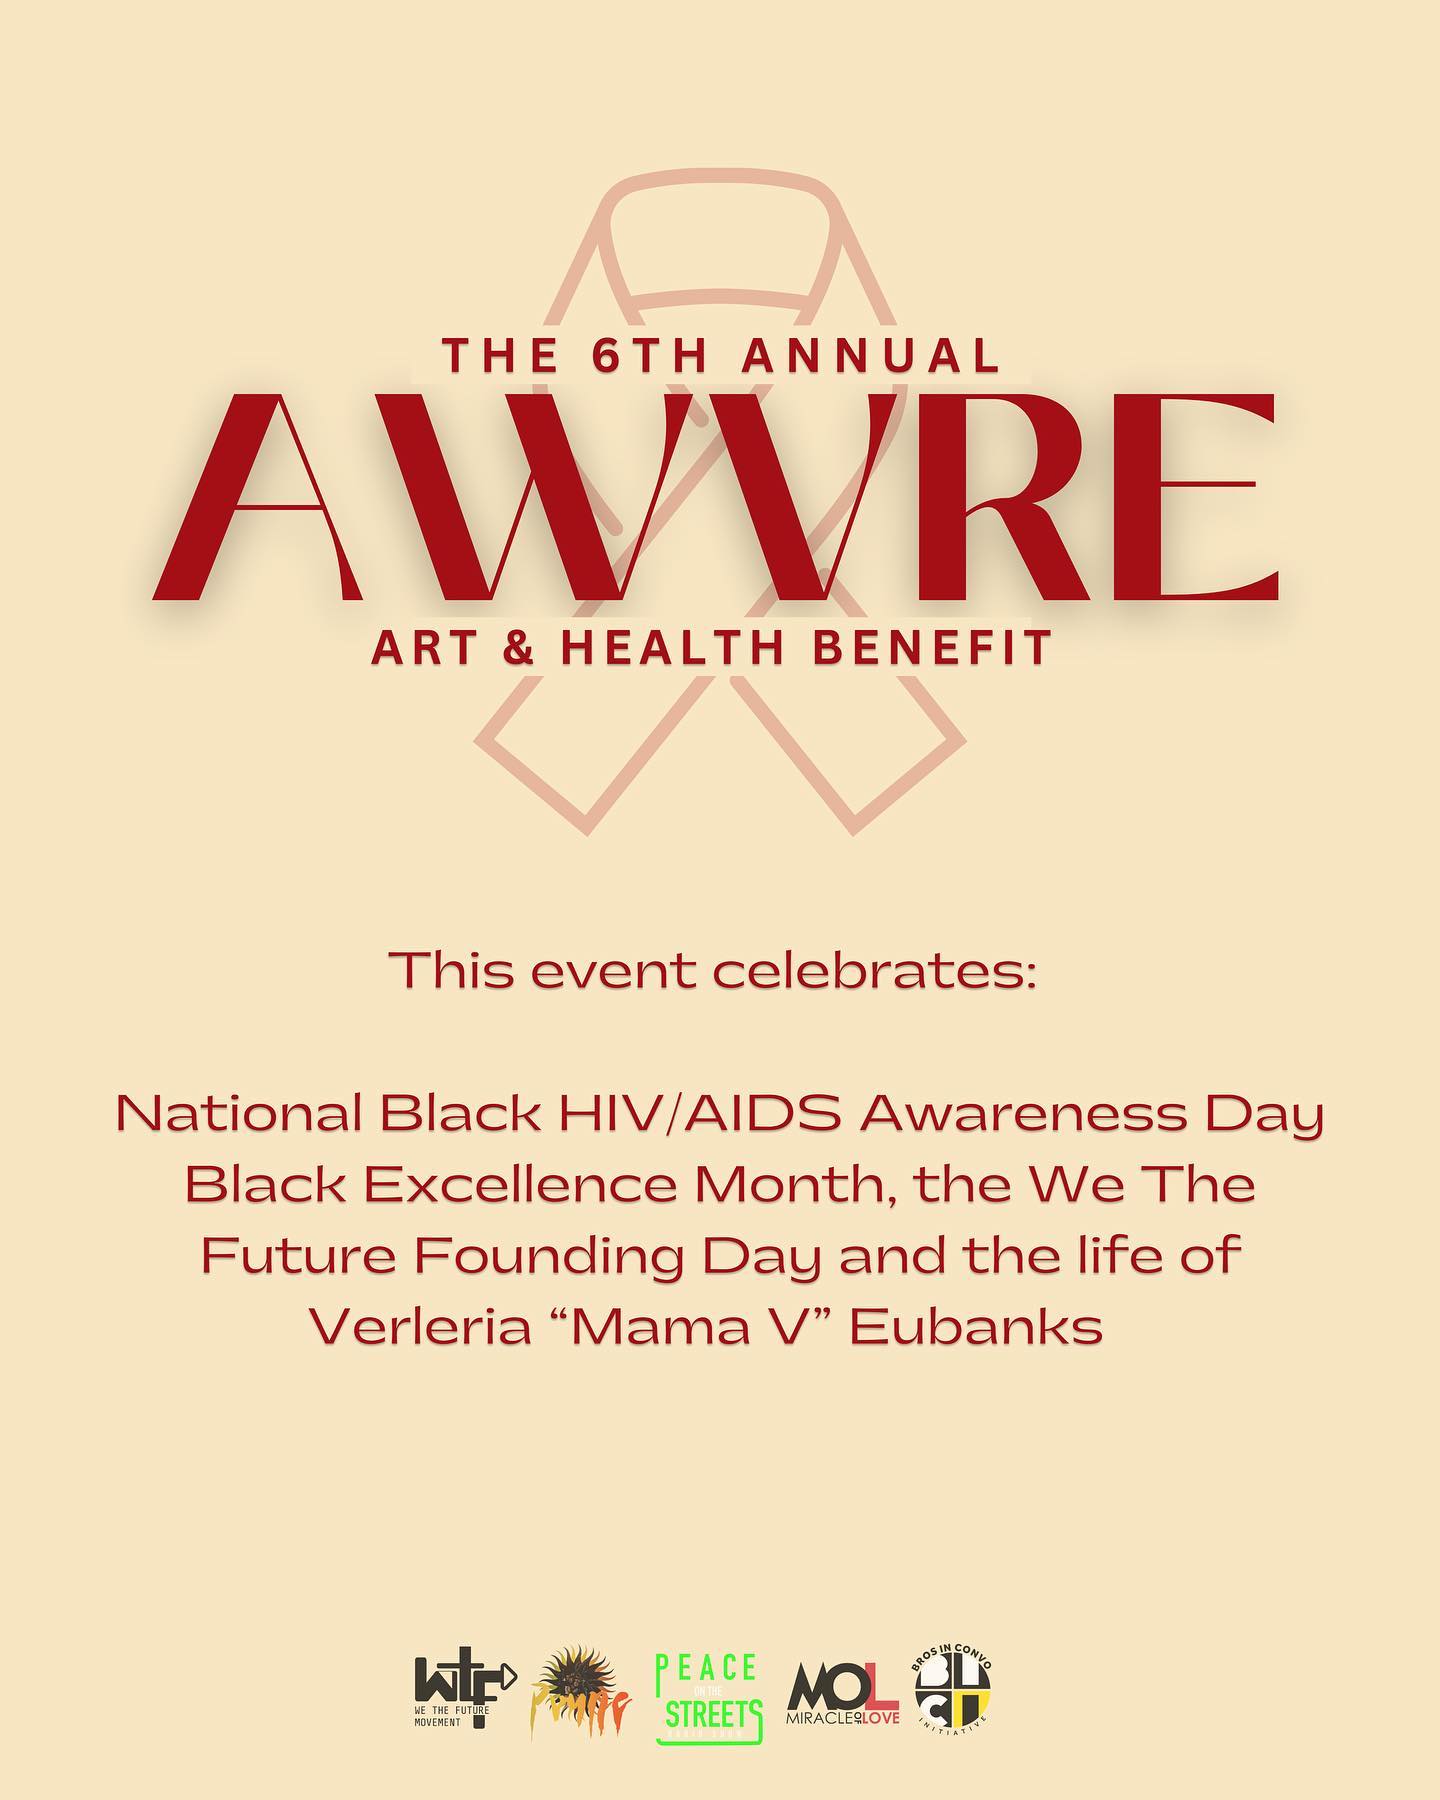 THE 6TH ANNUAL
AWVRE
ART & HEALTH BENEFIT
This event celebrates:
National Black HIV/AIDS Awareness Day
Black Excellence Month, the We The
Future Founding Day and the life of
Verleria “Mama V” Eubanks
WTF
WE THE FUTURE
MOVEMENT
PEACE
ON THE
STREETS
MOL
MIRACLE OF LOVE
BROS IN CONVO
BICI
INITIATIVE